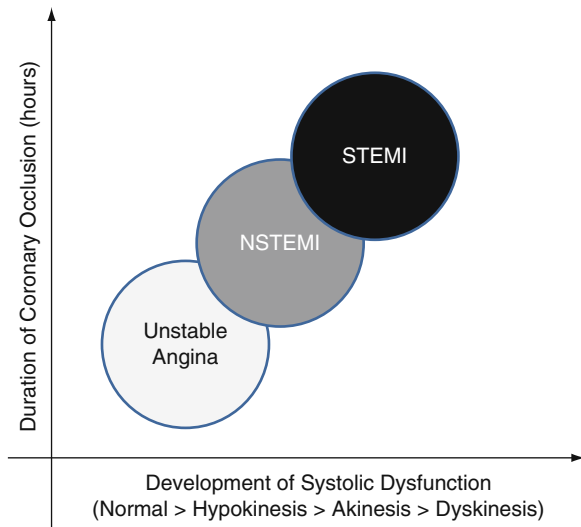 Duration of Coronary Occlusion (hours)
STEMI
NSTEMI
Unstable
Angina
Development of Systolic Dysfunction
(Normal > Hypokinesis > Akinesis > Dyskinesis)